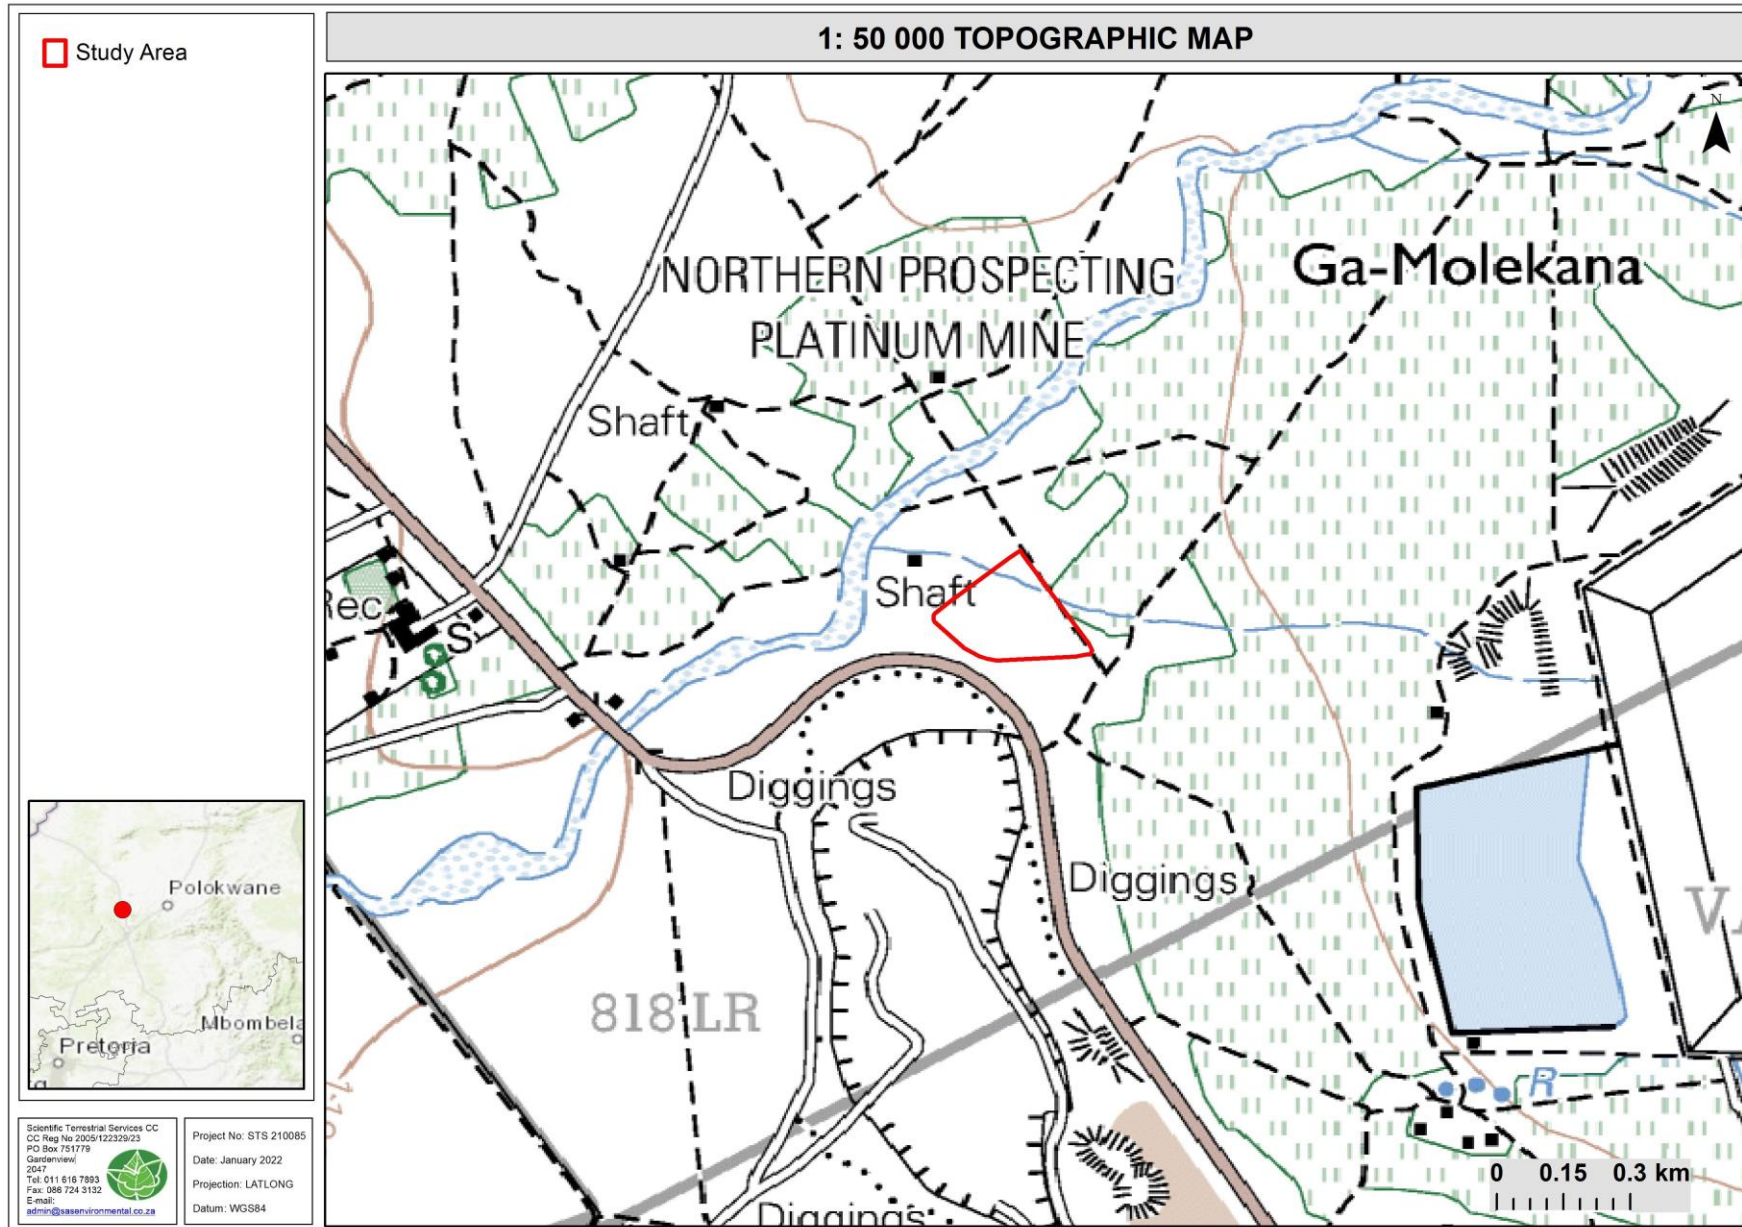 Study Area
1: 50 000 TOPOGRAPHIC MAP
N
NORTHERN PROSPECTING
PLATINUM MINE
Ga-Molekana
Shaft
Shaft
Rec
S
Diggings
Diggings
818 LR
R
Diggings
0 0.15 0.3 km
Polokwane
Mbombela
Pretoria
Scientific Terrestrial Services CC
CC Reg No 2005/122329/23
PO Box 751779
Gardenview
2047
Tel: 011 616 7893
Fax: 086 724 3132
E-mail:
admin@sasenvironmental.co.za
Project No: STS 210085
Date: January 2022
Projection: LATLONG
Datum: WGS84